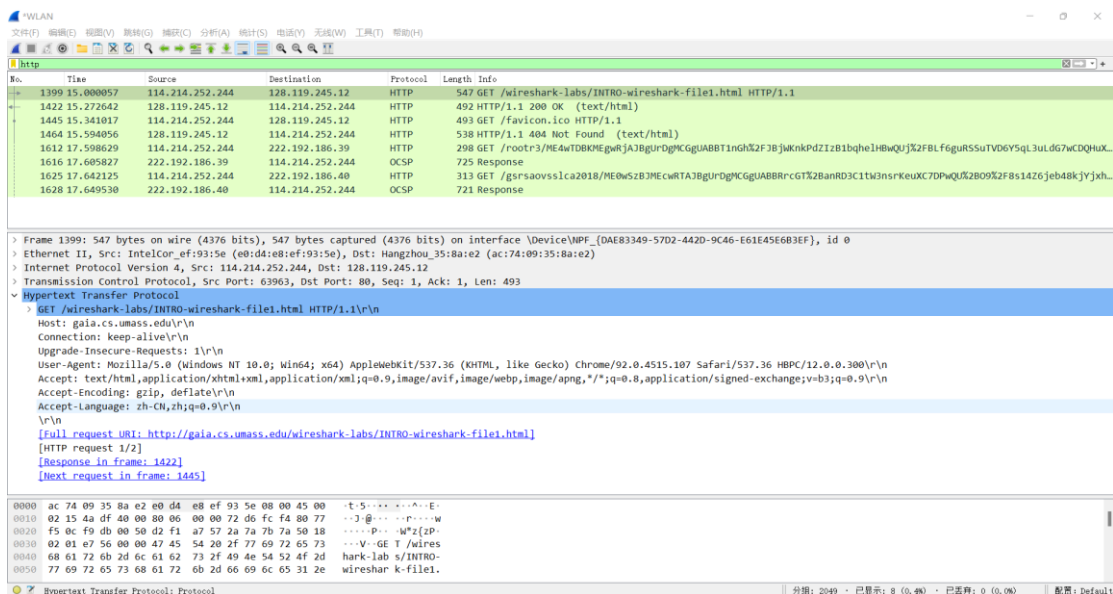 *WLAN
文件(F) 编辑(E) 视图(V) 跳转(G) 捕获(C) 分析(A) 统计(S) 电话(Y) 无线(W) 工具(T) 帮助(H)
http
No. Time Source Destination Protocol Length Info
1399 15.000057 114.214.252.244 128.119.245.12 HTTP 547 GET /wireshark-labs/INTRO-wireshark-file1.html HTTP/1.1
1422 15.272642 128.119.245.12 114.214.252.244 HTTP 492 HTTP/1.1 200 OK (text/html)
1445 15.341017 114.214.252.244 128.119.245.12 HTTP 493 GET /favicon.ico HTTP/1.1
1464 15.594056 128.119.245.12 114.214.252.244 HTTP 538 HTTP/1.1 404 Not Found (text/html)
1612 17.598629 114.214.252.244 222.192.186.39 HTTP 298 GET /rootr3/ME4wTDBKMEgwRjAJBgUrDgMCGgUABBT1nGh%2FJBjWKnkPdZIzB1bqhelHBwQUj%2FBLf6guRSSuTVD6Y5qL3uLdG7wCDQHuX...
1616 17.605827 222.192.186.39 114.214.252.244 OCSP 725 Response
1625 17.642125 114.214.252.244 222.192.186.40 HTTP 313 GET /gsrsaovsslca2018/ME0wSzBJMEcwRTAJBgUrDgMCGgUABBRrcGT%2BanRD3C1tW3nsrKeuXC7DPwQU%2BO9%2F8s14Z6jeb48kjYjxh...
1628 17.649530 222.192.186.40 114.214.252.244 OCSP 721 Response
Frame 1399: 547 bytes on wire (4376 bits), 547 bytes captured (4376 bits) on interface \Device\NPF_{DAE83349-57D2-442D-9C46-E61E45E6B3EF}, id 0
Ethernet II, Src: IntelCor_ef:93:5e (e0:d4:e8:ef:93:5e), Dst: Hangzhou_35:8a:e2 (ac:74:09:35:8a:e2)
Internet Protocol Version 4, Src: 114.214.252.244, Dst: 128.119.245.12
Transmission Control Protocol, Src Port: 63963, Dst Port: 80, Seq: 1, Ack: 1, Len: 493
Hypertext Transfer Protocol
GET /wireshark-labs/INTRO-wireshark-file1.html HTTP/1.1\r\n
Host: gaia.cs.umass.edu\r\n
Connection: keep-alive\r\n
Upgrade-Insecure-Requests: 1\r\n
User-Agent: Mozilla/5.0 (Windows NT 10.0; Win64; x64) AppleWebKit/537.36 (KHTML, like Gecko) Chrome/92.0.4515.107 Safari/537.36 HBPC/12.0.0.300\r\n
Accept: text/html,application/xhtml+xml,application/xml;q=0.9,image/avif,image/webp,image/apng,*/*;q=0.8,application/signed-exchange;v=b3;q=0.9\r\n
Accept-Encoding: gzip, deflate\r\n
Accept-Language: zh-CN,zh;q=0.9\r\n
\r\n
[Full request URI: http://gaia.cs.umass.edu/wireshark-labs/INTRO-wireshark-file1.html]
[HTTP request 1/2]
[Response in frame: 1422]
[Next request in frame: 1445]
0000 ac 74 09 35 8a e2 e0 d4 e8 ef 93 5e 08 00 45 00 ·t·5···· ···^··E·
0010 02 15 4a df 40 00 80 06 00 00 72 d6 fc f4 80 77 ··J·@··· ··r····w
0020 f5 0c f9 db 00 50 d2 f1 a7 57 2a 7a 7b 7a 50 18 ·····P·· ·W*z{zP·
0030 02 01 e7 56 00 00 47 45 54 20 2f 77 69 72 65 73 ···V··GE T /wires
0040 68 61 72 6b 2d 6c 61 62 73 2f 49 4e 54 52 4f 2d hark-lab s/INTRO-
0050 77 69 72 65 73 68 61 72 6b 2d 66 69 6c 65 31 2e wireshar k-file1.
Hypertext Transfer Protocol: Protocol 分组: 2049 · 已显示: 8 (0.4%) · 已丢弃: 0 (0.0%) 配置: Default